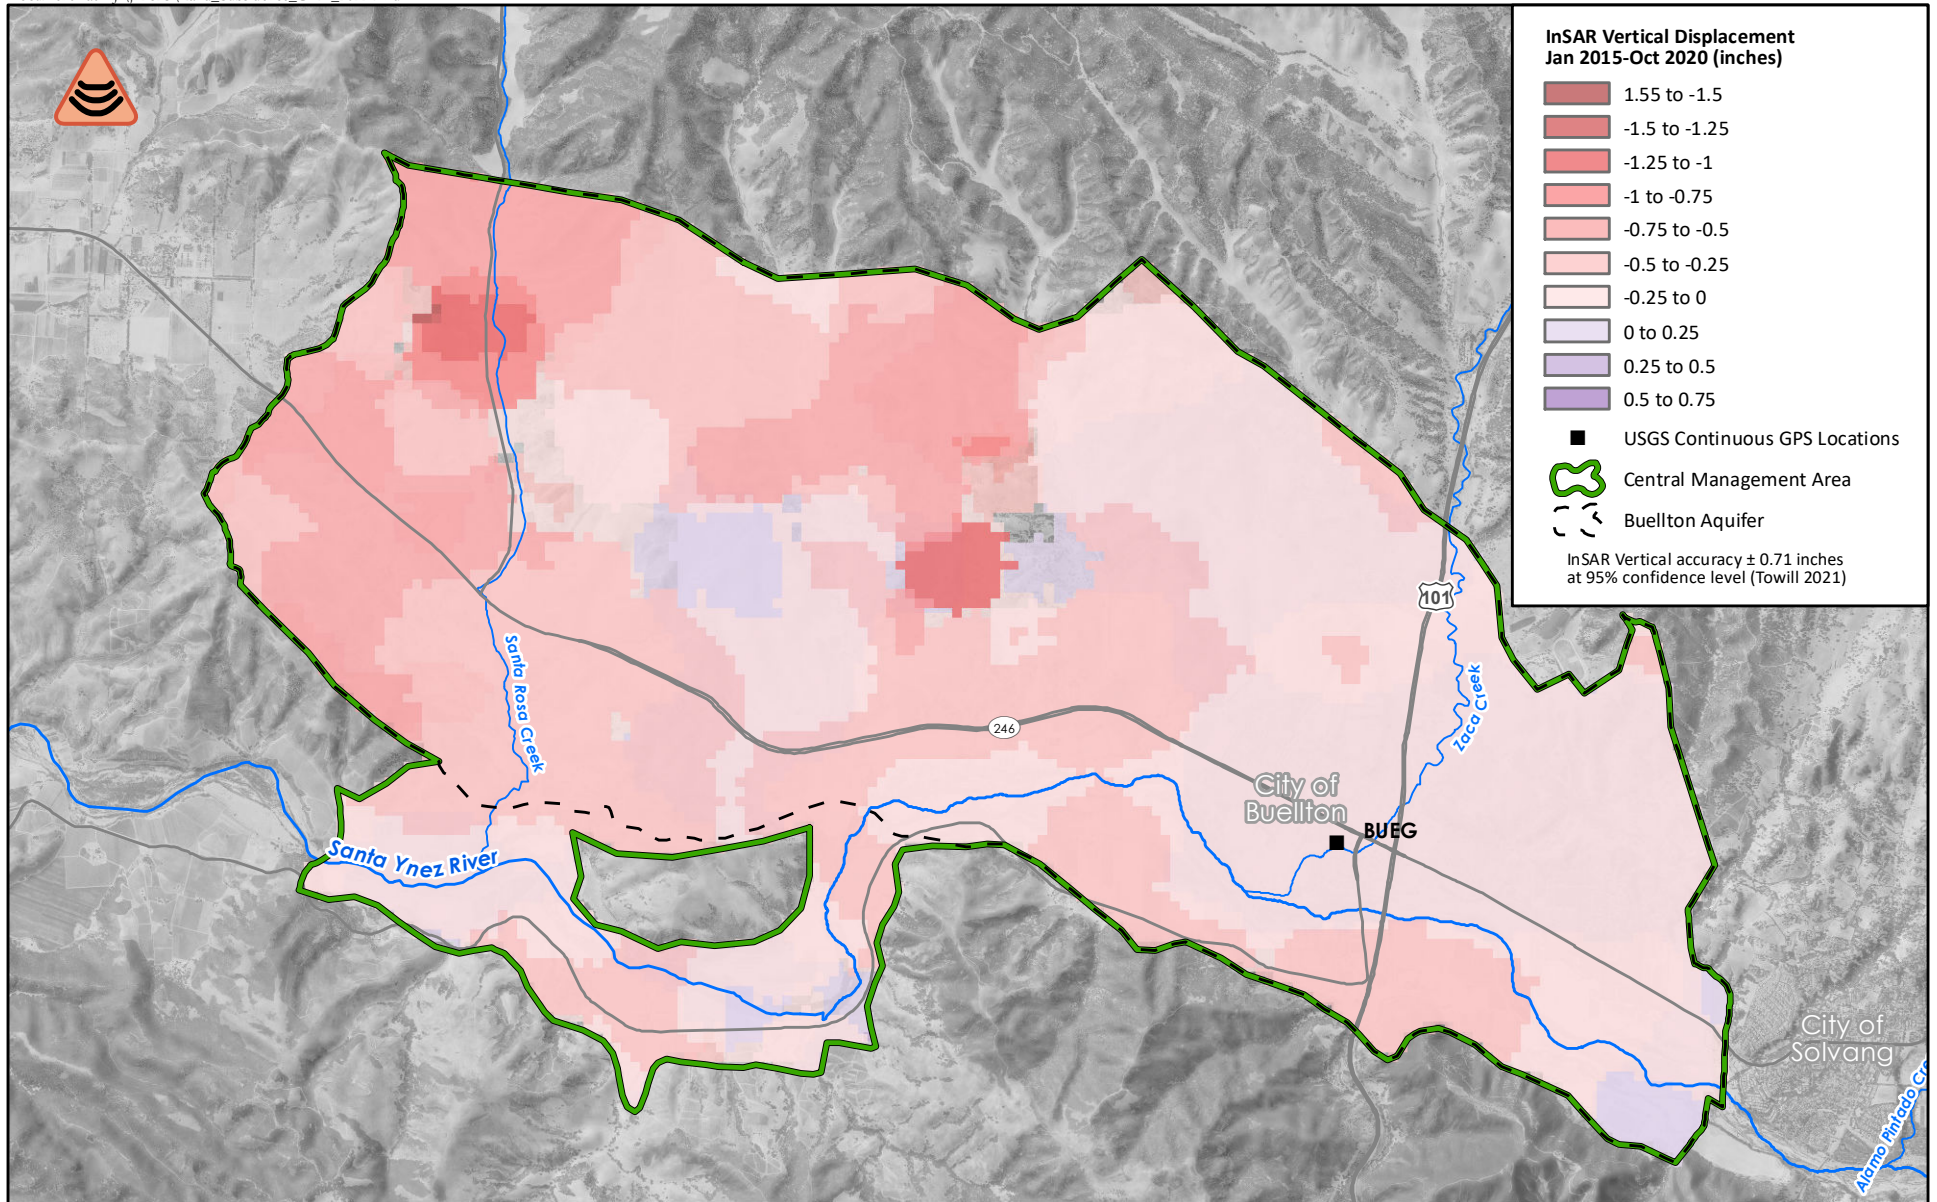 InSAR Vertical Displacement
Jan 2015-Oct 2020 (inches)
1.55 to -1.5
-1.5 to -1.25
-1.25 to -1
-1 to -0.75
-0.75 to -0.5
-0.5 to -0.25
-0.25 to 0
0 to 0.25
0.25 to 0.5
0.5 to 0.75
USGS Continuous GPS Locations
Central Management Area
Buellton Aquifer
InSAR Vertical accuracy ± 0.71 inches
at 95% confidence level (Towill 2021)
101
Santa Rosa Creek
Zaca Creek
246
City of
Buellton
BUEG
Santa Ynez River
City of
Solvang
Alamo Pintado